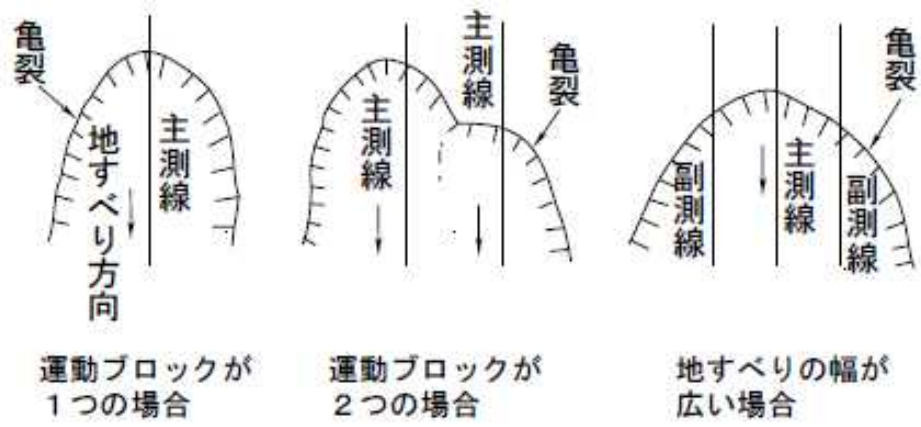 亀裂
地すべり方向
主測線
運動ブロックが
１つの場合
主測線
主測線
亀裂
運動ブロックが
２つの場合
副測線
主測線
副測線
亀裂
地すべりの幅が
広い場合